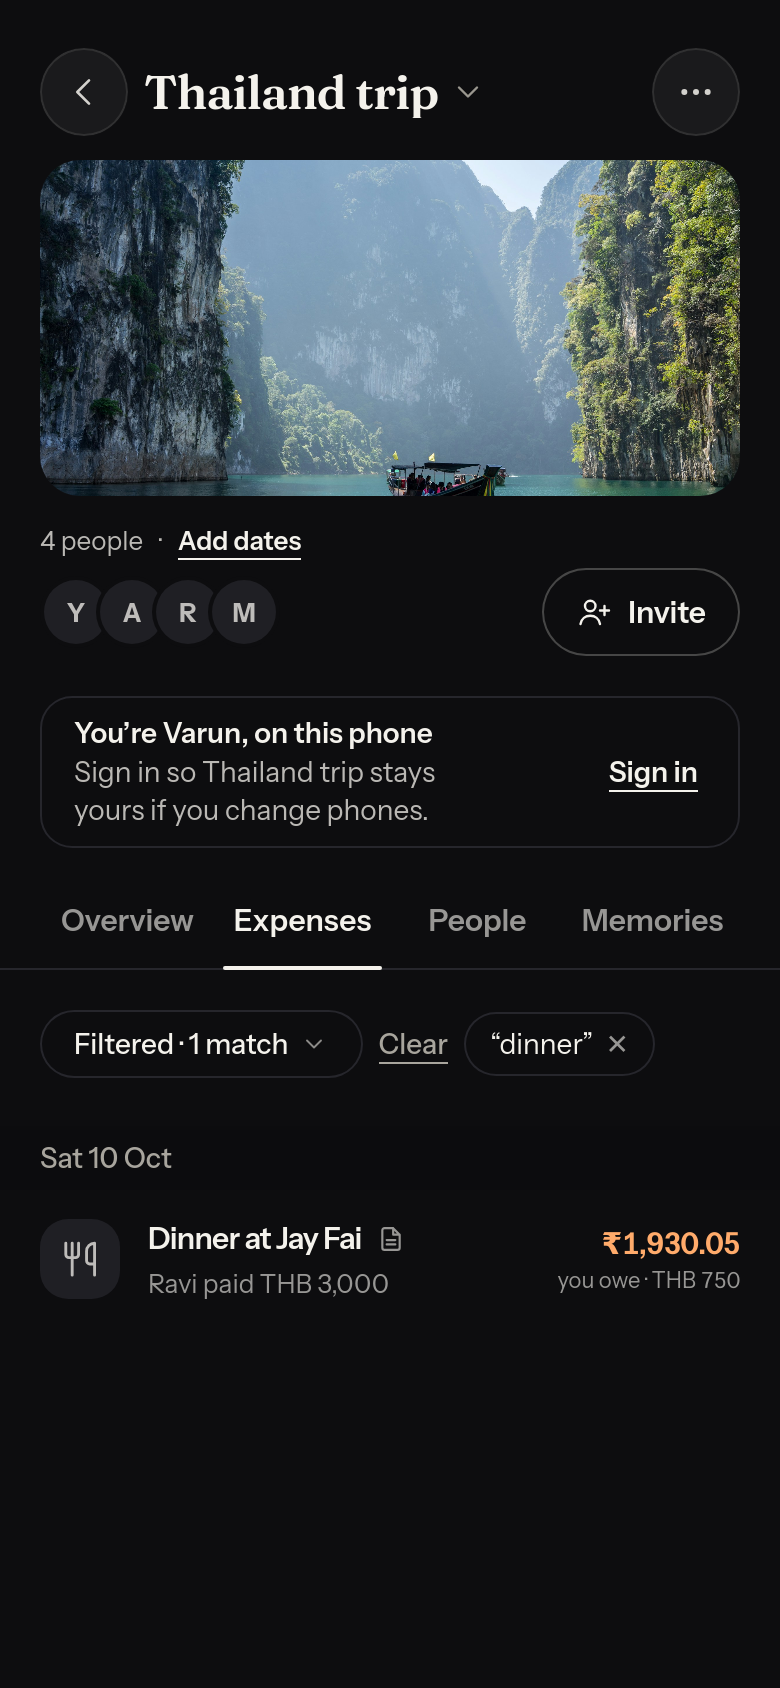 Thailand trip
4 people · Add dates
Y A R M
Invite
You’re Varun, on this phone
Sign in so Thailand trip stays
yours if you change phones.
Sign in
Overview Expenses People Memories
Filtered · 1 match Clear “dinner” ✕
Sat 10 Oct
Dinner at Jay Fai
₹1,930.05
Ravi paid THB 3,000
you owe · THB 750